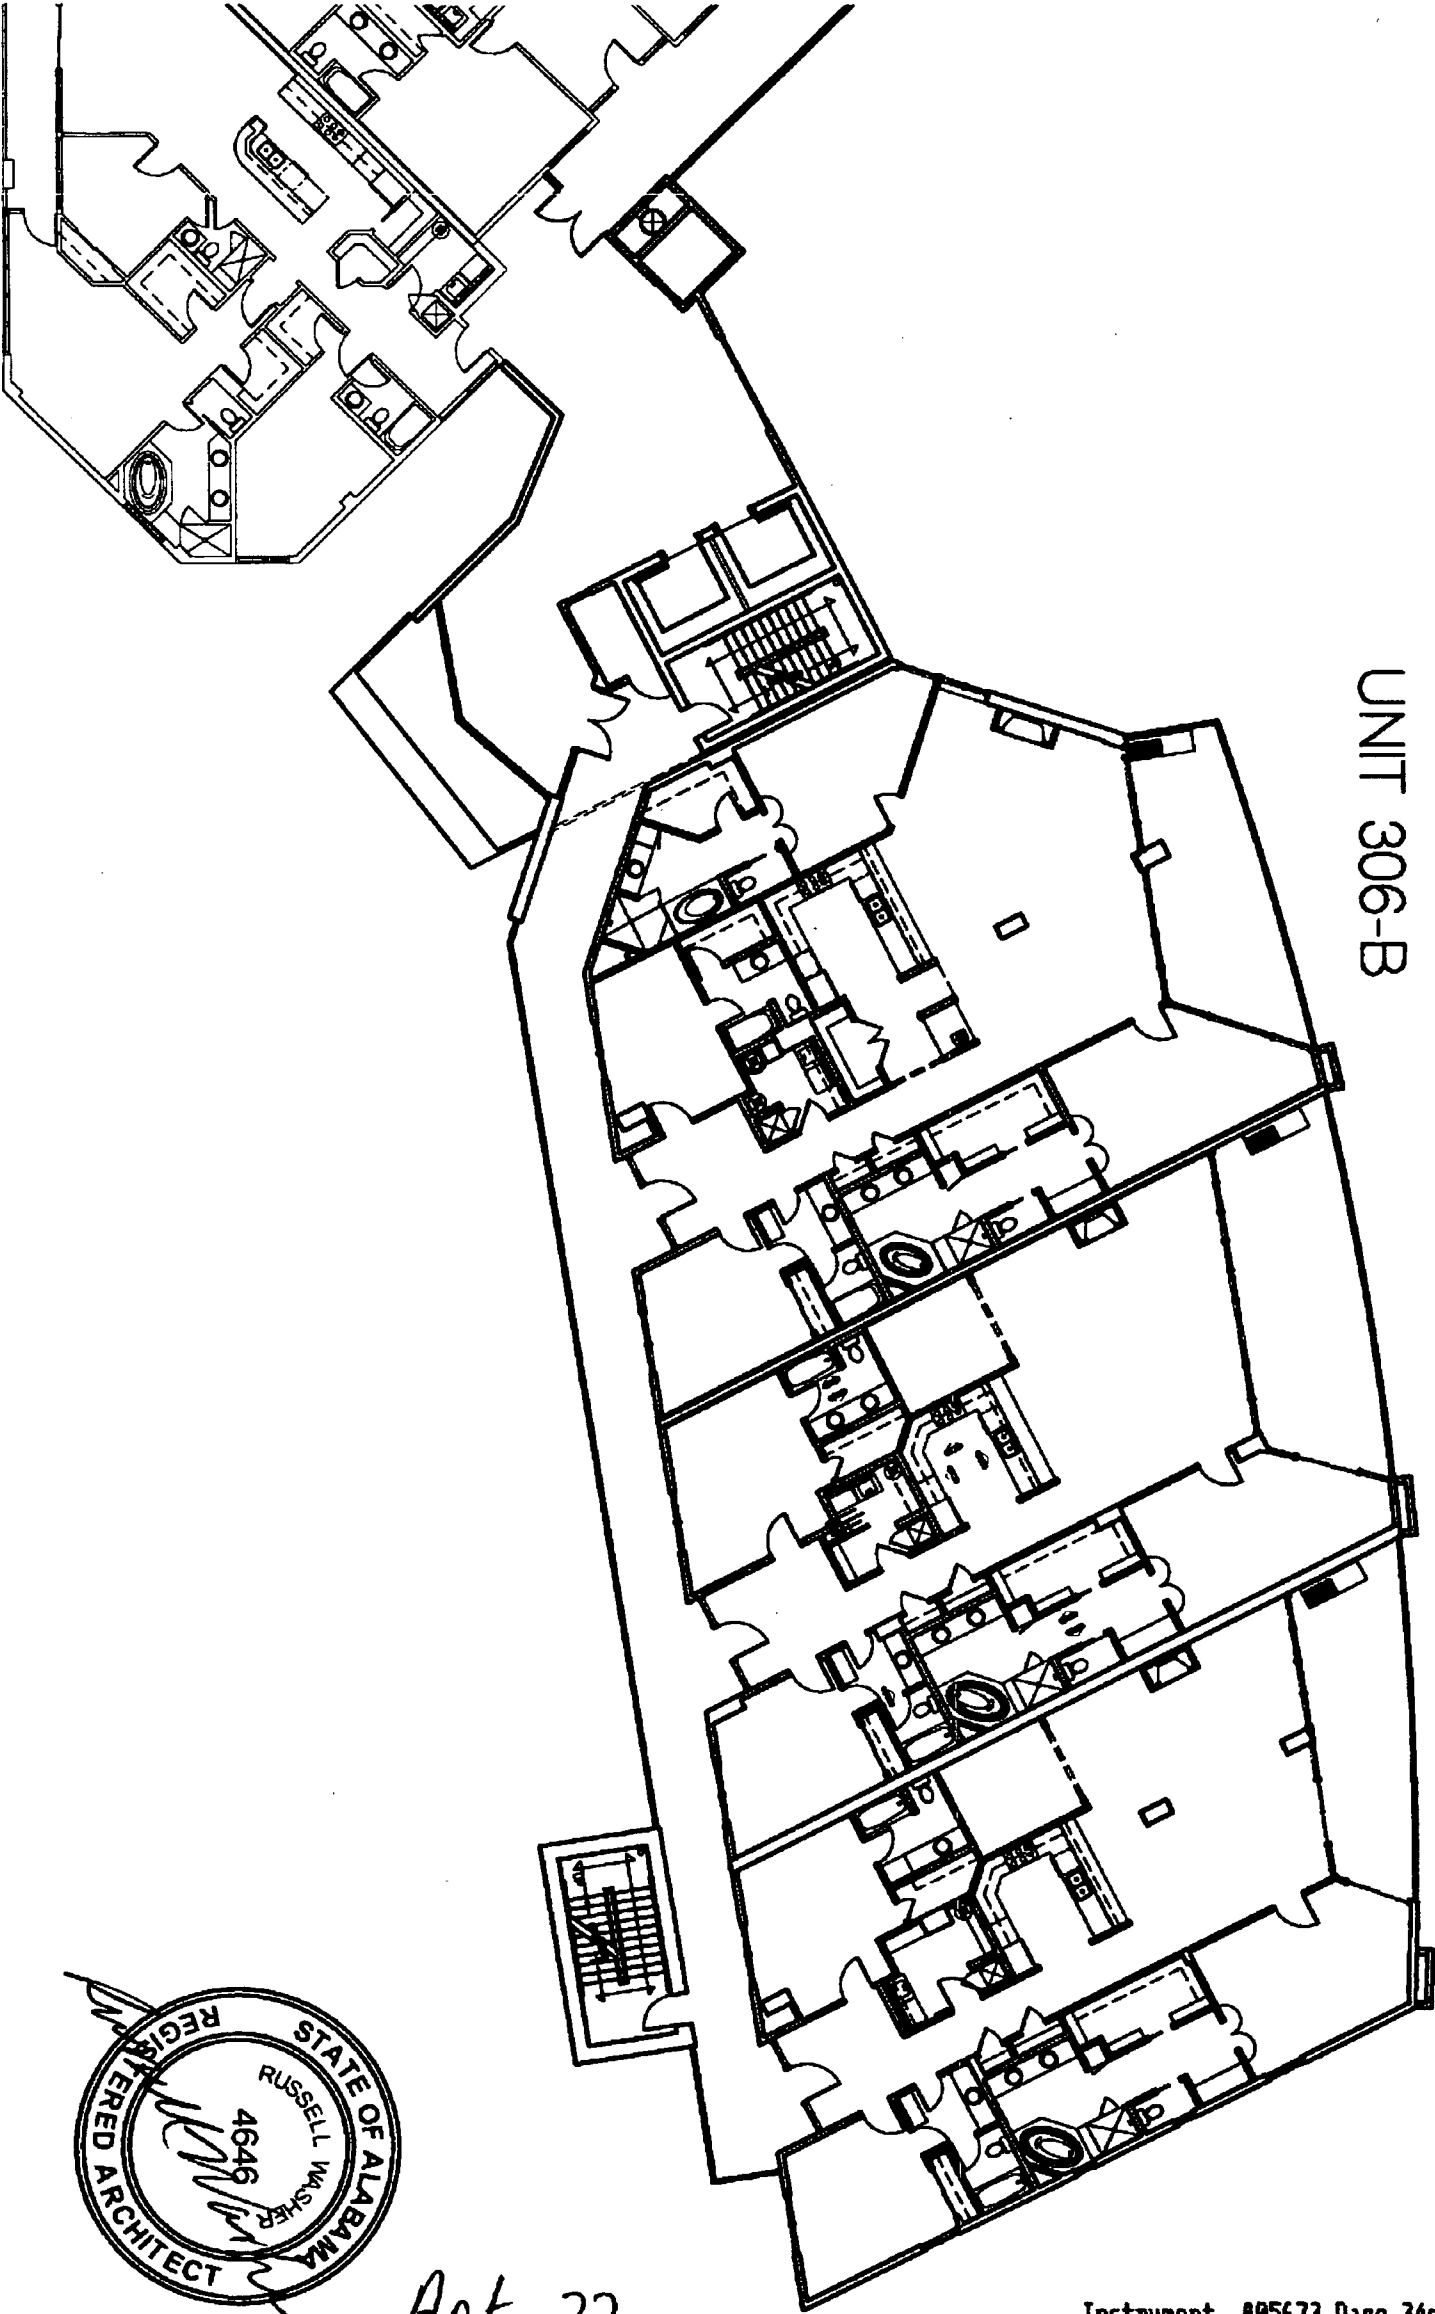 UNIT 306-B
STATE OF ALABAMA
RUSSELL WASHER
4646
REGISTERED ARCHITECT